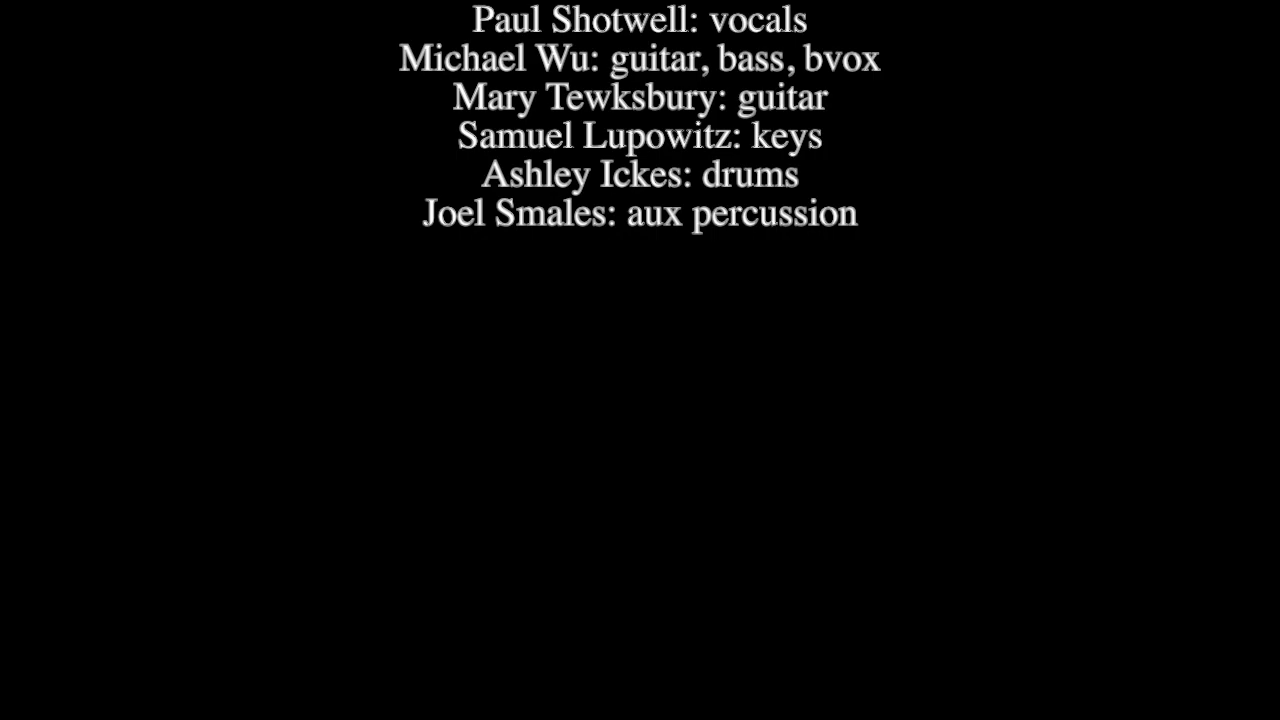 Paul Shotwell: vocals
Michael Wu: guitar, bass, bvox
Mary Tewksbury: guitar
Samuel Lupowitz: keys
Ashley Ickes: drums
Joel Smales: aux percussion